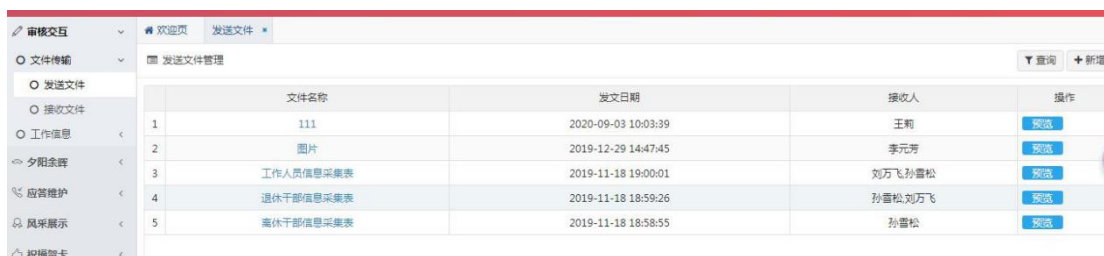 审核交互
欢迎页 发送文件 ×
文件传输
发送文件管理 查询 +新增
发送文件
接收文件
工作信息
夕阳余晖
应答维护
风采展示
祝福贺卡
文件名称 发文日期 接收人 操作
1 111 2020-09-03 10:03:39 王莉 预览
2 图片 2019-12-29 14:47:45 李元芳 预览
3 工作人员信息采集表 2019-11-18 19:00:01 刘万飞,孙雪松 预览
4 退休干部信息采集表 2019-11-18 18:59:26 孙雪松,刘万飞 预览
5 离休干部信息采集表 2019-11-18 18:58:55 孙雪松 预览